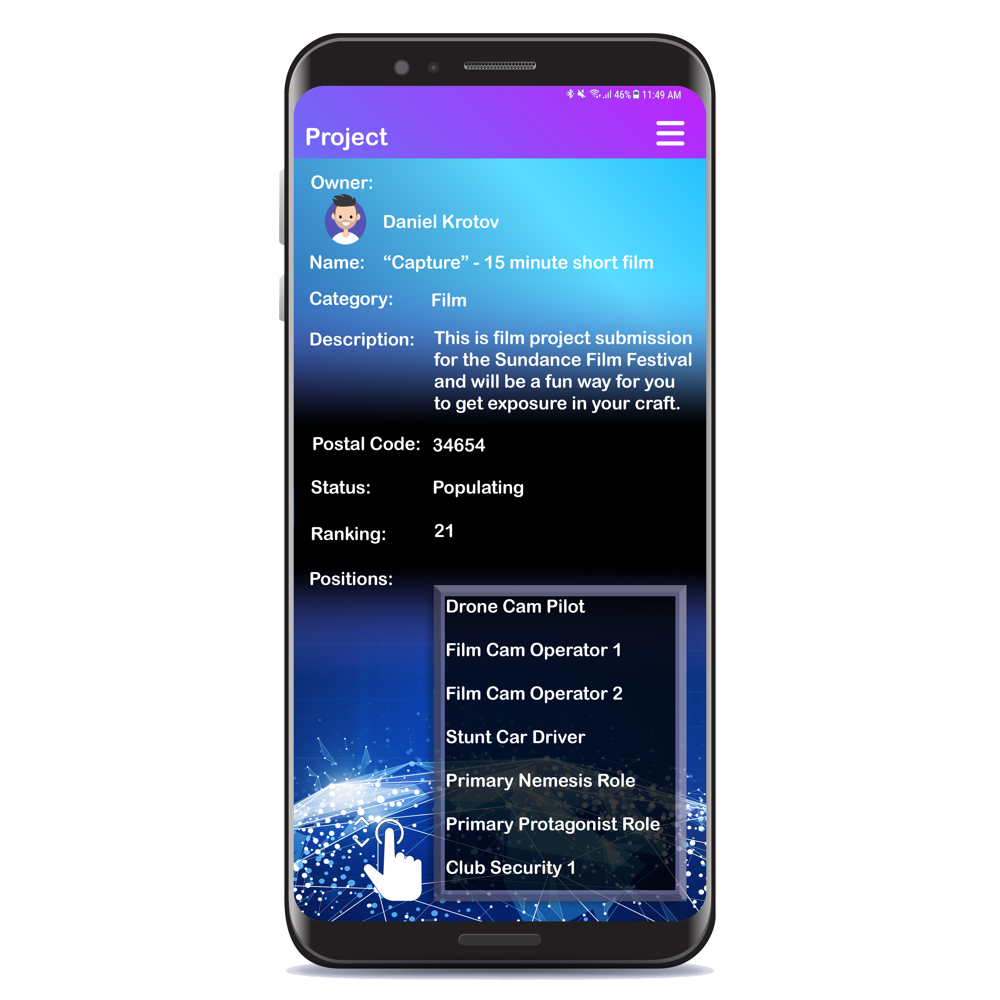 46% 11:49 AM
Project
Owner:
Daniel Krotov
Name: “Capture” - 15 minute short film
Category: Film
Description: This is film project submission
for the Sundance Film Festival
and will be a fun way for you
to get exposure in your craft.
Postal Code: 34654
Status: Populating
Ranking: 21
Positions:
Drone Cam Pilot
Film Cam Operator 1
Film Cam Operator 2
Stunt Car Driver
Primary Nemesis Role
Primary Protagonist Role
Club Security 1